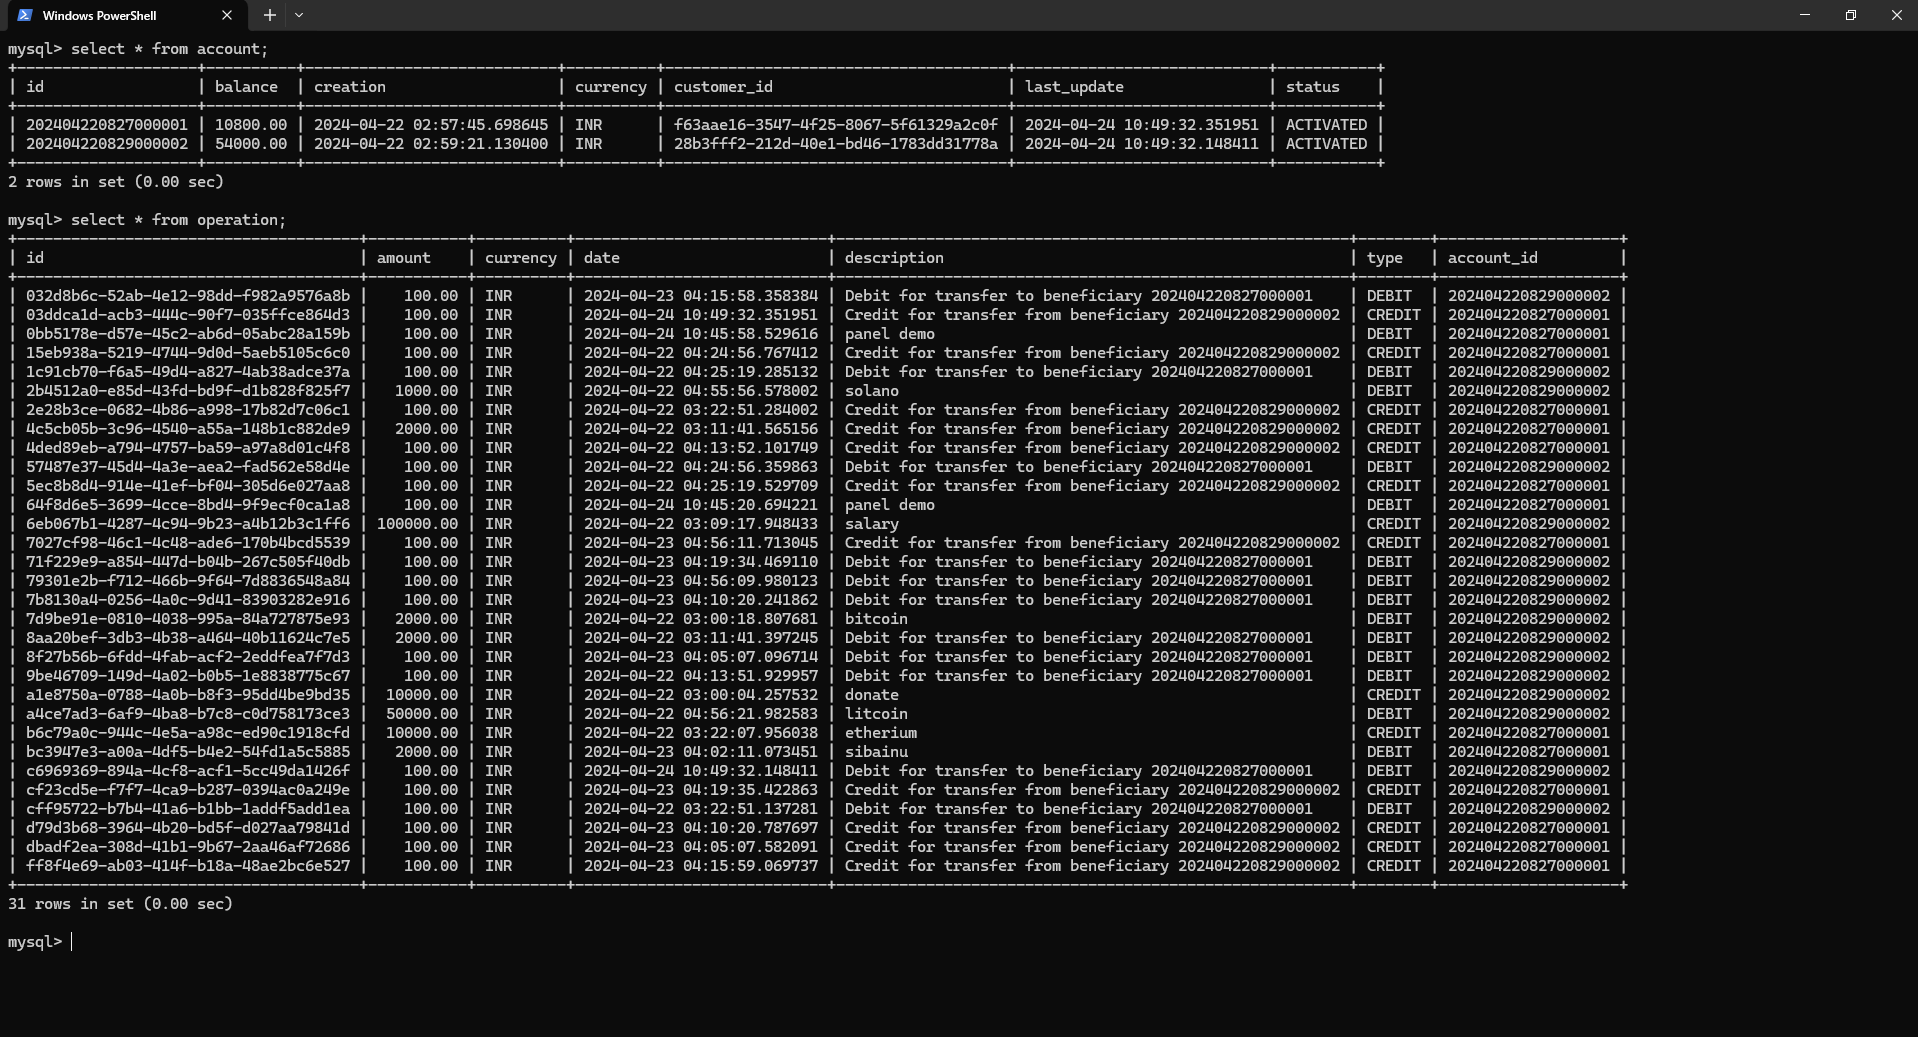 Windows PowerShell
mysql> select * from account;
+--------------------+----------+----------------------------+----------+--------------------------------------+----------------------------+-----------+
| id | balance | creation | currency | customer_id | last_update | status |
+--------------------+----------+----------------------------+----------+--------------------------------------+----------------------------+-----------+
| 202404220827000001 | 10800.00 | 2024-04-22 02:57:45.698645 | INR | f63aae16-3547-4f25-8067-5f61329a2c0f | 2024-04-24 10:49:32.351951 | ACTIVATED |
| 202404220829000002 | 54000.00 | 2024-04-22 02:59:21.130400 | INR | 28b3fff2-212d-40e1-bd46-1783dd31778a | 2024-04-24 10:49:32.148411 | ACTIVATED |
+--------------------+----------+----------------------------+----------+--------------------------------------+----------------------------+-----------+
2 rows in set (0.00 sec)
mysql> select * from operation;
+--------------------------------------+-----------+----------+----------------------------+---------------------------------------------------------+--------+--------------------+
| id | amount | currency | date | description | type | account_id |
+--------------------------------------+-----------+----------+----------------------------+---------------------------------------------------------+--------+--------------------+
| 032d8b6c-52ab-4e12-98dd-f982a9576a8b | 100.00 | INR | 2024-04-23 04:15:58.358384 | Debit for transfer to beneficiary 202404220827000001 | DEBIT | 202404220829000002 |
| 03ddca1d-acb3-444c-90f7-035ffce864d3 | 100.00 | INR | 2024-04-24 10:49:32.351951 | Credit for transfer from beneficiary 202404220829000002 | CREDIT | 202404220827000001 |
| 0bb5178e-d57e-45c2-ab6d-05abc28a159b | 100.00 | INR | 2024-04-24 10:45:58.529616 | panel demo | DEBIT | 202404220827000001 |
| 15eb938a-5219-4744-9d0d-5aeb5105c6c0 | 100.00 | INR | 2024-04-22 04:24:56.767412 | Credit for transfer from beneficiary 202404220829000002 | CREDIT | 202404220827000001 |
| 1c91cb70-f6a5-49d4-a827-4ab38adce37a | 100.00 | INR | 2024-04-22 04:25:19.285132 | Debit for transfer to beneficiary 202404220827000001 | DEBIT | 202404220829000002 |
| 2b4512a0-e85d-43fd-bd9f-d1b828f825f7 | 1000.00 | INR | 2024-04-22 04:55:56.578002 | solano | DEBIT | 202404220829000002 |
| 2e28b3ce-0682-4b86-a998-17b82d7c06c1 | 100.00 | INR | 2024-04-22 03:22:51.284002 | Credit for transfer from beneficiary 202404220829000002 | CREDIT | 202404220827000001 |
| 4c5cb05b-3c96-4540-a55a-148b1c882de9 | 2000.00 | INR | 2024-04-22 03:11:41.565156 | Credit for transfer from beneficiary 202404220829000002 | CREDIT | 202404220827000001 |
| 4ded89eb-a794-4757-ba59-a97a8d01c4f8 | 100.00 | INR | 2024-04-23 04:13:52.101749 | Credit for transfer from beneficiary 202404220829000002 | CREDIT | 202404220827000001 |
| 57487e37-45d4-4a3e-aea2-fad562e58d4e | 100.00 | INR | 2024-04-22 04:24:56.359863 | Debit for transfer to beneficiary 202404220827000001 | DEBIT | 202404220829000002 |
| 5ec8b8d4-914e-41ef-bf04-305d6e027aa8 | 100.00 | INR | 2024-04-22 04:25:19.529709 | Credit for transfer from beneficiary 202404220829000002 | CREDIT | 202404220827000001 |
| 64f8d6e5-3699-4cce-8bd4-9f9ecf0ca1a8 | 100.00 | INR | 2024-04-24 10:45:20.694221 | panel demo | DEBIT | 202404220827000001 |
| 6eb067b1-4287-4c94-9b23-a4b12b3c1ff6 | 100000.00 | INR | 2024-04-22 03:09:17.948433 | salary | CREDIT | 202404220829000002 |
| 7027cf98-46c1-4c48-ade6-170b4bcd5539 | 100.00 | INR | 2024-04-23 04:56:11.713045 | Credit for transfer from beneficiary 202404220829000002 | CREDIT | 202404220827000001 |
| 71f229e9-a854-447d-b04b-267c505f40db | 100.00 | INR | 2024-04-23 04:19:34.469110 | Debit for transfer to beneficiary 202404220827000001 | DEBIT | 202404220829000002 |
| 79301e2b-f712-466b-9f64-7d8836548a84 | 100.00 | INR | 2024-04-23 04:56:09.980123 | Debit for transfer to beneficiary 202404220827000001 | DEBIT | 202404220829000002 |
| 7b8130a4-0256-4a0c-9d41-83903282e916 | 100.00 | INR | 2024-04-23 04:10:20.241862 | Debit for transfer to beneficiary 202404220827000001 | DEBIT | 202404220829000002 |
| 7d9be91e-0810-4038-995a-84a727875e93 | 2000.00 | INR | 2024-04-22 03:00:18.807681 | bitcoin | DEBIT | 202404220829000002 |
| 8aa20bef-3db3-4b38-a464-40b11624c7e5 | 2000.00 | INR | 2024-04-22 03:11:41.397245 | Debit for transfer to beneficiary 202404220827000001 | DEBIT | 202404220829000002 |
| 8f27b56b-6fdd-4fab-acf2-2eddfea7f7d3 | 100.00 | INR | 2024-04-23 04:05:07.096714 | Debit for transfer to beneficiary 202404220827000001 | DEBIT | 202404220829000002 |
| 9be46709-149d-4a02-b0b5-1e8838775c67 | 100.00 | INR | 2024-04-23 04:13:51.929957 | Debit for transfer to beneficiary 202404220827000001 | DEBIT | 202404220829000002 |
| a1e8750a-0788-4a0b-b8f3-95dd4be9bd35 | 10000.00 | INR | 2024-04-22 03:00:04.257532 | donate | CREDIT | 202404220829000002 |
| a4ce7ad3-6af9-4ba8-b7c8-c0d758173ce3 | 50000.00 | INR | 2024-04-22 04:56:21.982583 | litcoin | DEBIT | 202404220829000002 |
| b6c79a0c-944c-4e5a-a98c-ed90c1918cfd | 10000.00 | INR | 2024-04-22 03:22:07.956038 | etherium | CREDIT | 202404220827000001 |
| bc3947e3-a00a-4df5-b4e2-54fd1a5c5885 | 2000.00 | INR | 2024-04-23 04:02:11.073451 | sibainu | DEBIT | 202404220827000001 |
| c6969369-894a-4cf8-acf1-5cc49da1426f | 100.00 | INR | 2024-04-24 10:49:32.148411 | Debit for transfer to beneficiary 202404220827000001 | DEBIT | 202404220829000002 |
| cf23cd5e-f7f7-4ca9-b287-0394ac0a249e | 100.00 | INR | 2024-04-23 04:19:35.422863 | Credit for transfer from beneficiary 202404220829000002 | CREDIT | 202404220827000001 |
| cff95722-b7b4-41a6-b1bb-1addf5add1ea | 100.00 | INR | 2024-04-22 03:22:51.137281 | Debit for transfer to beneficiary 202404220827000001 | DEBIT | 202404220829000002 |
| d79d3b68-3964-4b20-bd5f-d027aa79841d | 100.00 | INR | 2024-04-23 04:10:20.787697 | Credit for transfer from beneficiary 202404220829000002 | CREDIT | 202404220827000001 |
| dbadf2ea-308d-41b1-9b67-2aa46af72686 | 100.00 | INR | 2024-04-23 04:05:07.582091 | Credit for transfer from beneficiary 202404220829000002 | CREDIT | 202404220827000001 |
| ff8f4e69-ab03-414f-b18a-48ae2bc6e527 | 100.00 | INR | 2024-04-23 04:15:59.069737 | Credit for transfer from beneficiary 202404220829000002 | CREDIT | 202404220827000001 |
+--------------------------------------+-----------+----------+----------------------------+---------------------------------------------------------+--------+--------------------+
31 rows in set (0.00 sec)
mysql>